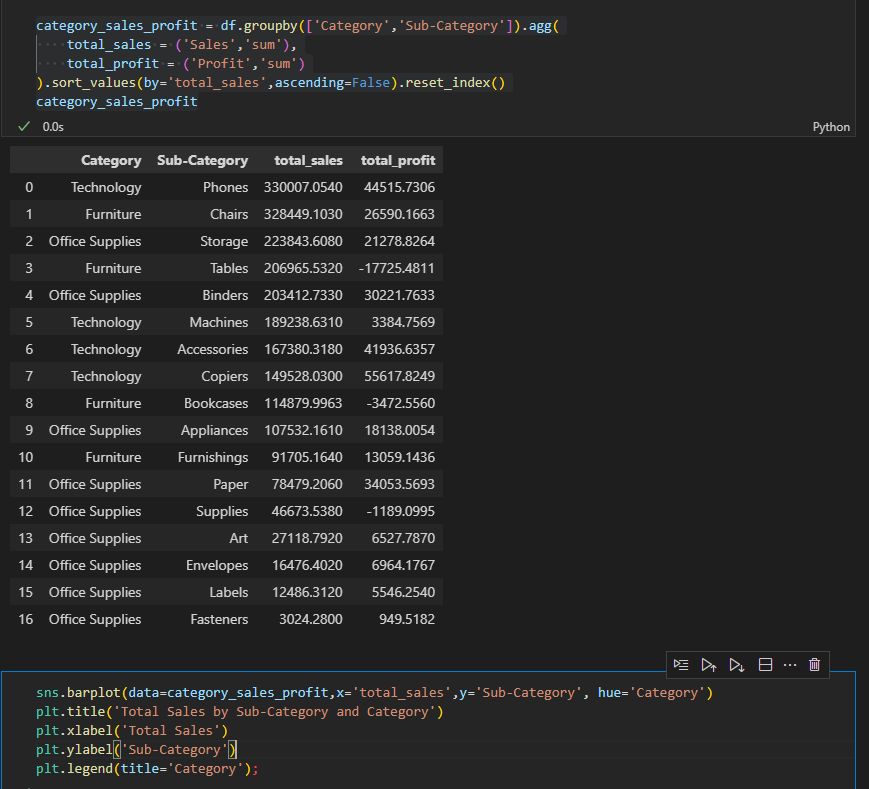 category_sales_profit = df.groupby(['Category','Sub-Category']).agg(
    total_sales = ('Sales','sum'),
    total_profit = ('Profit','sum')
).sort_values(by='total_sales',ascending=False).reset_index()
category_sales_profit
0.0s Python
Category Sub-Category total_sales total_profit
0 Technology Phones 330007.0540 44515.7306
1 Furniture Chairs 328449.1030 26590.1663
2 Office Supplies Storage 223843.6080 21278.8264
3 Furniture Tables 206965.5320 -17725.4811
4 Office Supplies Binders 203412.7330 30221.7633
5 Technology Machines 189238.6310 3384.7569
6 Technology Accessories 167380.3180 41936.6357
7 Technology Copiers 149528.0300 55617.8249
8 Furniture Bookcases 114879.9963 -3472.5560
9 Office Supplies Appliances 107532.1610 18138.0054
10 Furniture Furnishings 91705.1640 13059.1436
11 Office Supplies Paper 78479.2060 34053.5693
12 Office Supplies Supplies 46673.5380 -1189.0995
13 Office Supplies Art 27118.7920 6527.7870
14 Office Supplies Envelopes 16476.4020 6964.1767
15 Office Supplies Labels 12486.3120 5546.2540
16 Office Supplies Fasteners 3024.2800 949.5182
sns.barplot(data=category_sales_profit,x='total_sales',y='Sub-Category', hue='Category')
plt.title('Total Sales by Sub-Category and Category')
plt.xlabel('Total Sales')
plt.ylabel('Sub-Category')
plt.legend(title='Category');